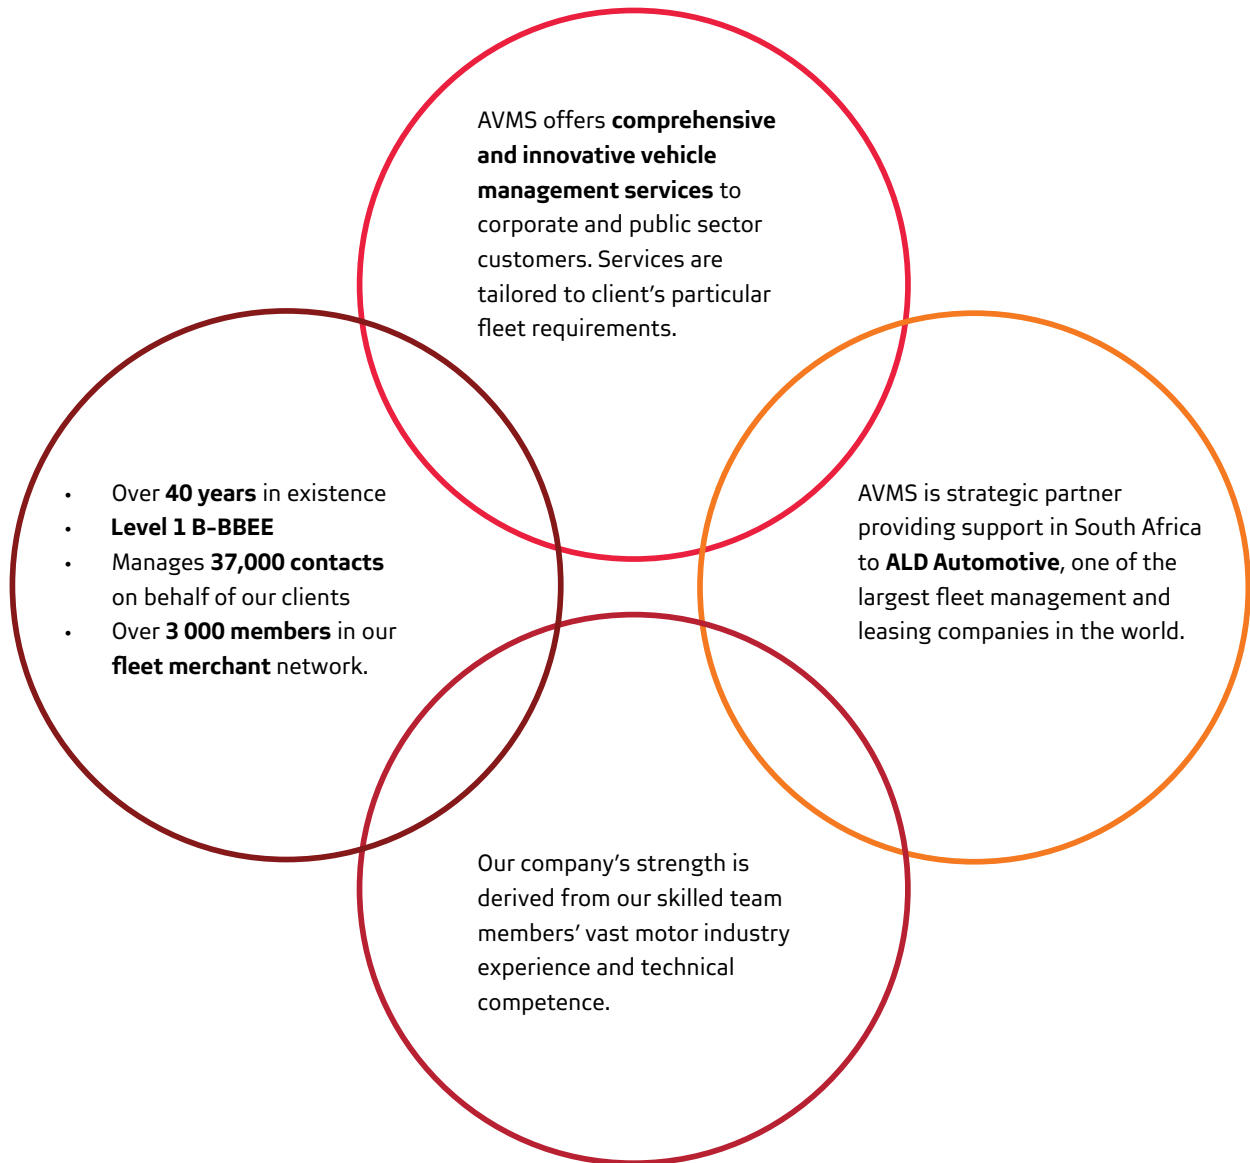 AVMS offers comprehensive
and innovative vehicle
management services to
corporate and public sector
customers. Services are
tailored to client’s particular
fleet requirements.
• Over 40 years in existence
• Level 1 B-BBEE
• Manages 37,000 contacts
on behalf of our clients
• Over 3 000 members in our
fleet merchant network.
AVMS is strategic partner
providing support in South Africa
to ALD Automotive, one of the
largest fleet management and
leasing companies in the world.
Our company’s strength is
derived from our skilled team
members’ vast motor industry
experience and technical
competence.